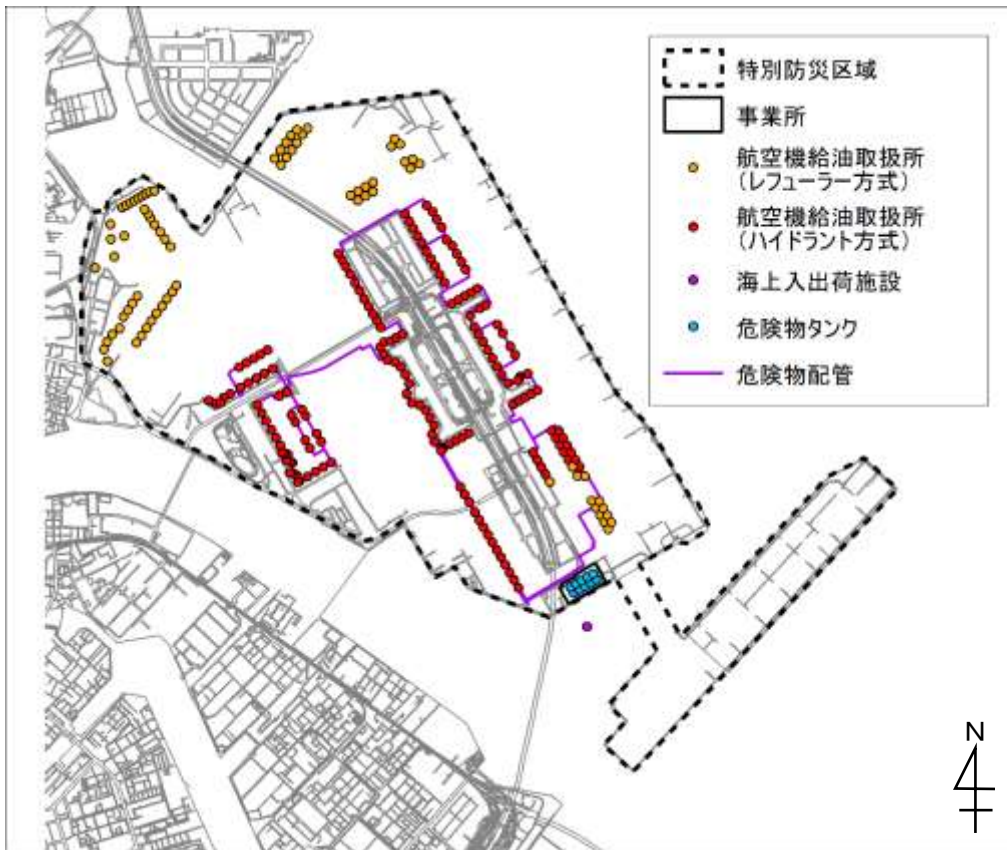 特別防災区域
事業所
航空機給油取扱所
(レフューラー方式)
航空機給油取扱所
(ハイドラント方式)
海上入出荷施設
危険物タンク
危険物配管
N